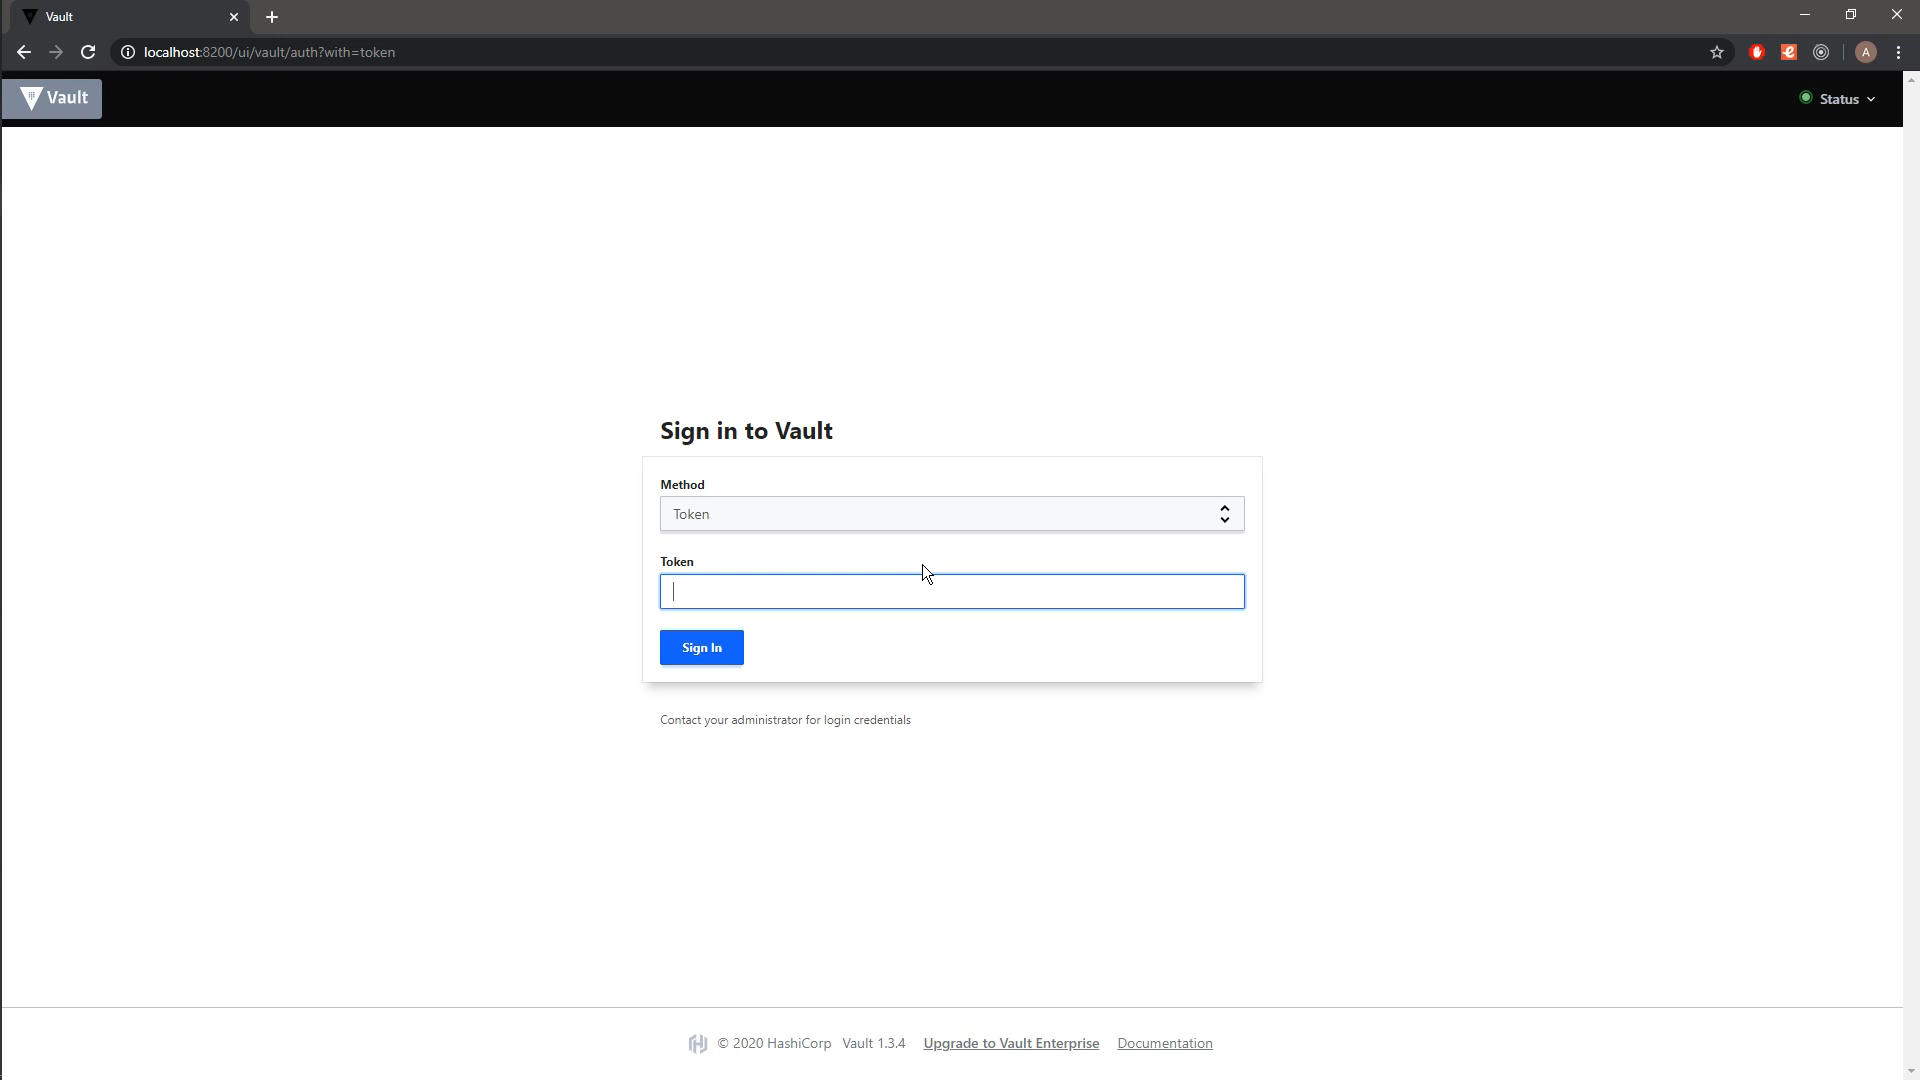 Vault
localhost:8200/ui/vault/auth?with=token
A
Vault
Status
Sign in to Vault
Method
Token
Token
Sign In
Contact your administrator for login credentials
© 2020 HashiCorp Vault 1.3.4 Upgrade to Vault Enterprise Documentation